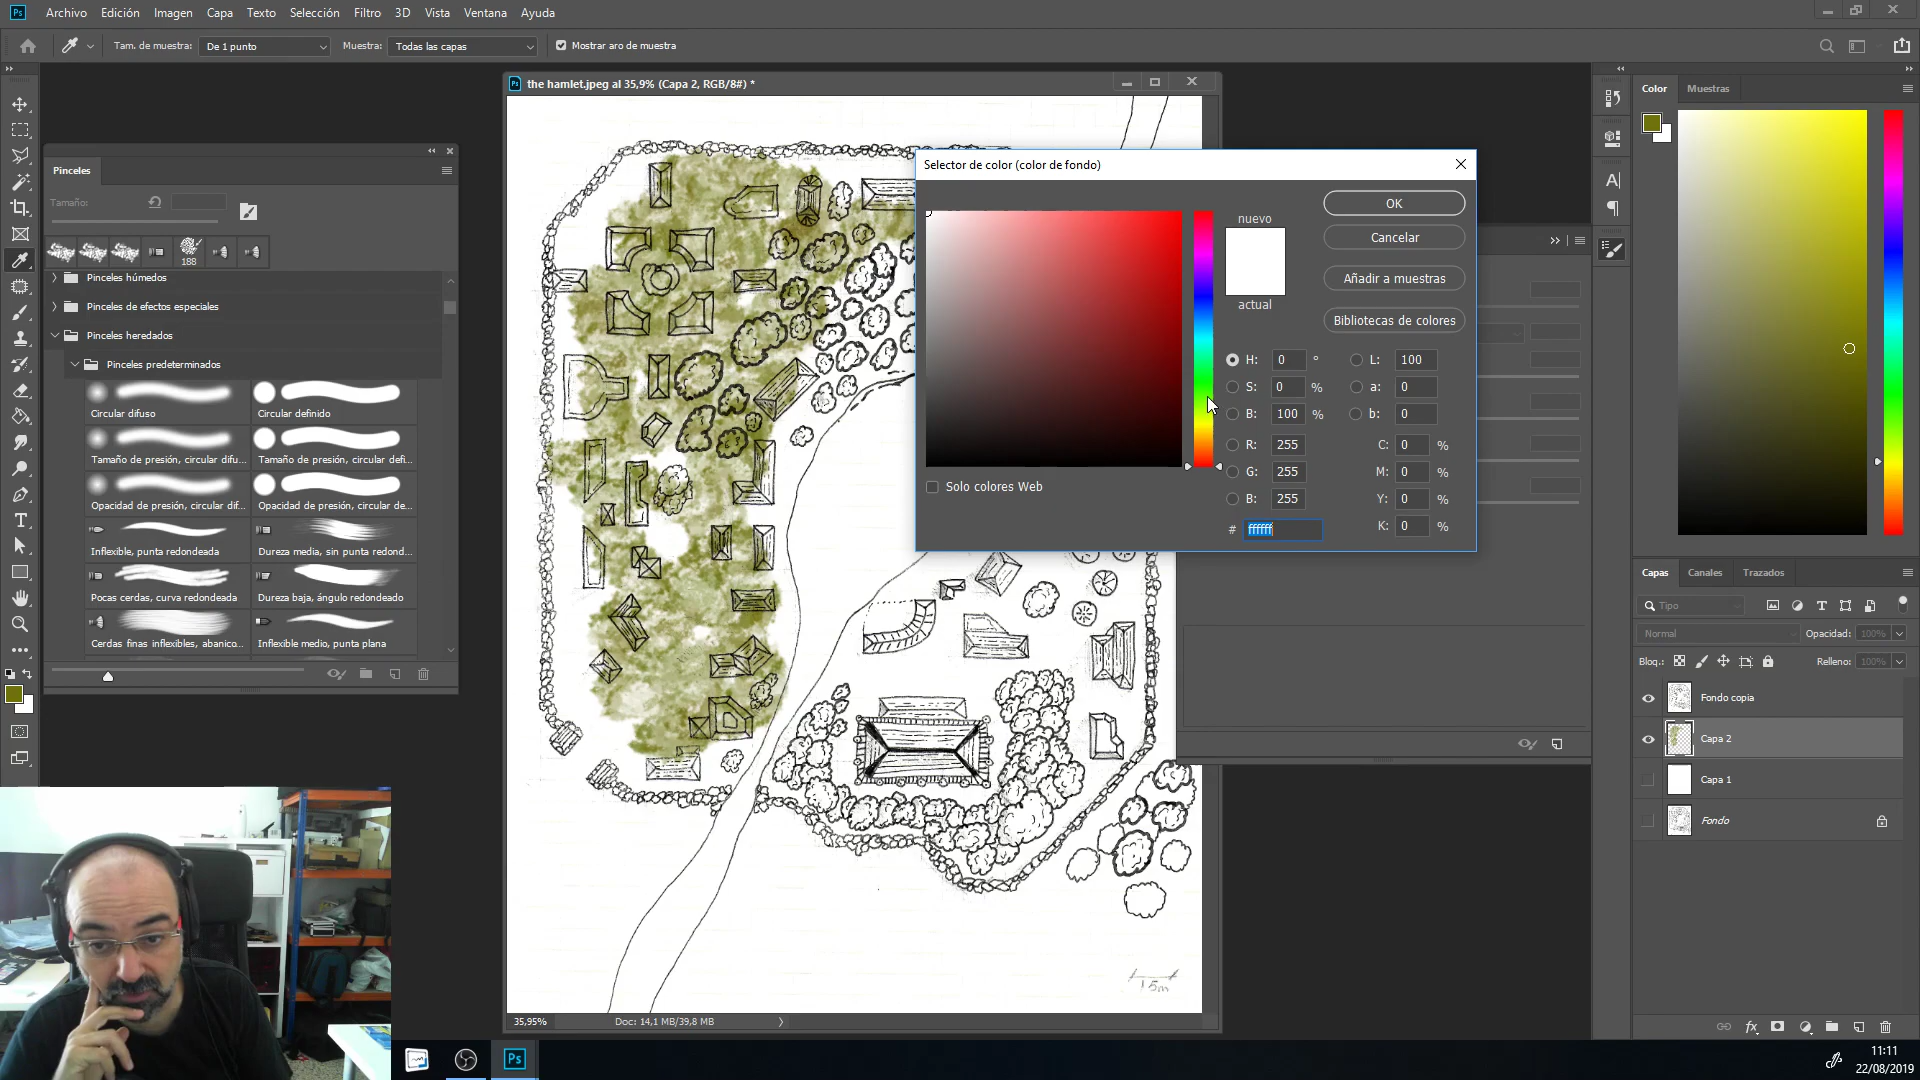 Ps Archivo Edición Imagen Capa Texto Selección Filtro 3D Vista Ventana Ayuda
Tam. de muestra: De 1 punto Muestra: Todas las capas Mostrar aro de muestra
Ps the hamlet.jpeg al 35,9% (Capa 2, RGB/8#) *
Color Muestras
Pinceles
Tamaño:
188
Pinceles húmedos
Pinceles de efectos especiales
Pinceles heredados
Pinceles predeterminados
Circular difuso Circular definido
Tamaño de presión, circular difu... Tamaño de presión, circular defi...
Opacidad de presión, circular dif... Opacidad de presión, circular de...
Inflexible, punta redondeada Dureza media, sin punta redond...
Pocas cerdas, curva redondeada Dureza baja, ángulo redondeado
Cerdas finas inflexibles, abanico... Inflexible medio, punta plana
Selector de color (color de fondo)
nuevo
actual
OK
Cancelar
Añadir a muestras
Bibliotecas de colores
H: 0 ° L: 100
S: 0 % a: 0
B: 100 % b: 0
R: 255 C: 0 %
G: 255 M: 0 %
B: 255 Y: 0 %
# ffffff K: 0 %
Solo colores Web
Capas Canales Trazados
Tipo
Normal Opacidad: 100%
Bloq.: Relleno: 100%
Fondo copia
Capa 2
Capa 1
Fondo
fx
15m
35,95% Doc: 14,1 MB/39,8 MB
Ps
11:11
22/08/2019